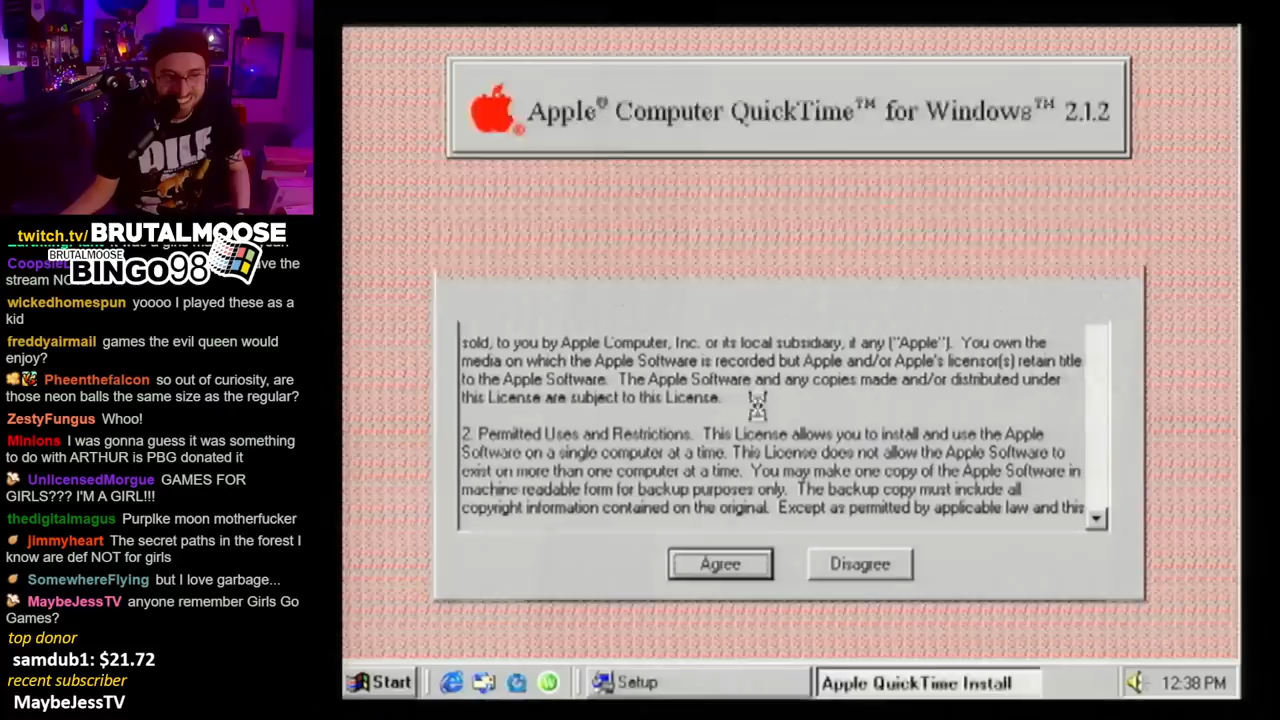 DILF
twitch.tv/BRUTALMOOSE
BRUTALMOOSE
BINGO98
stream
wickedhomespun yoooo I played these as a
kid
freddyairmail games the evil queen would
enjoy?
Pheenthefalcon so out of curiosity, are
those neon balls the same size as the regular?
ZestyFungus Whoo!
Minions I was gonna guess it was something
to do with ARTHUR is PBG donated it
UnlicensedMorgue GAMES FOR
GIRLS??? I'M A GIRL!!!
thedigitalmagus Purplke moon motherfucker
jimmyheart The secret paths in the forest I
know are def NOT for girls
SomewhereFlying but I love garbage...
MaybeJessTV anyone remember Girls Go
Games?
top donor
samdub1: $21.72
recent subscriber
MaybeJessTV
Apple® Computer QuickTime™ for Windows™ 2.1.2
sold, to you by Apple Computer, Inc. or its local subsidiary, if any ("Apple"). You own the
media on which the Apple Software is recorded but Apple and/or Apple's licensor(s) retain title
to the Apple Software. The Apple Software and any copies made and/or distributed under
this License are subject to this License.
2. Permitted Uses and Restrictions. This License allows you to install and use the Apple
Software on a single computer at a time. This License does not allow the Apple Software to
exist on more than one computer at a time. You may make one copy of the Apple Software in
machine readable form for backup purposes only. The backup copy must include all
copyright information contained on the original. Except as permitted by applicable law and this
Agree
Disagree
Start
Setup
Apple QuickTime Install
12:38 PM